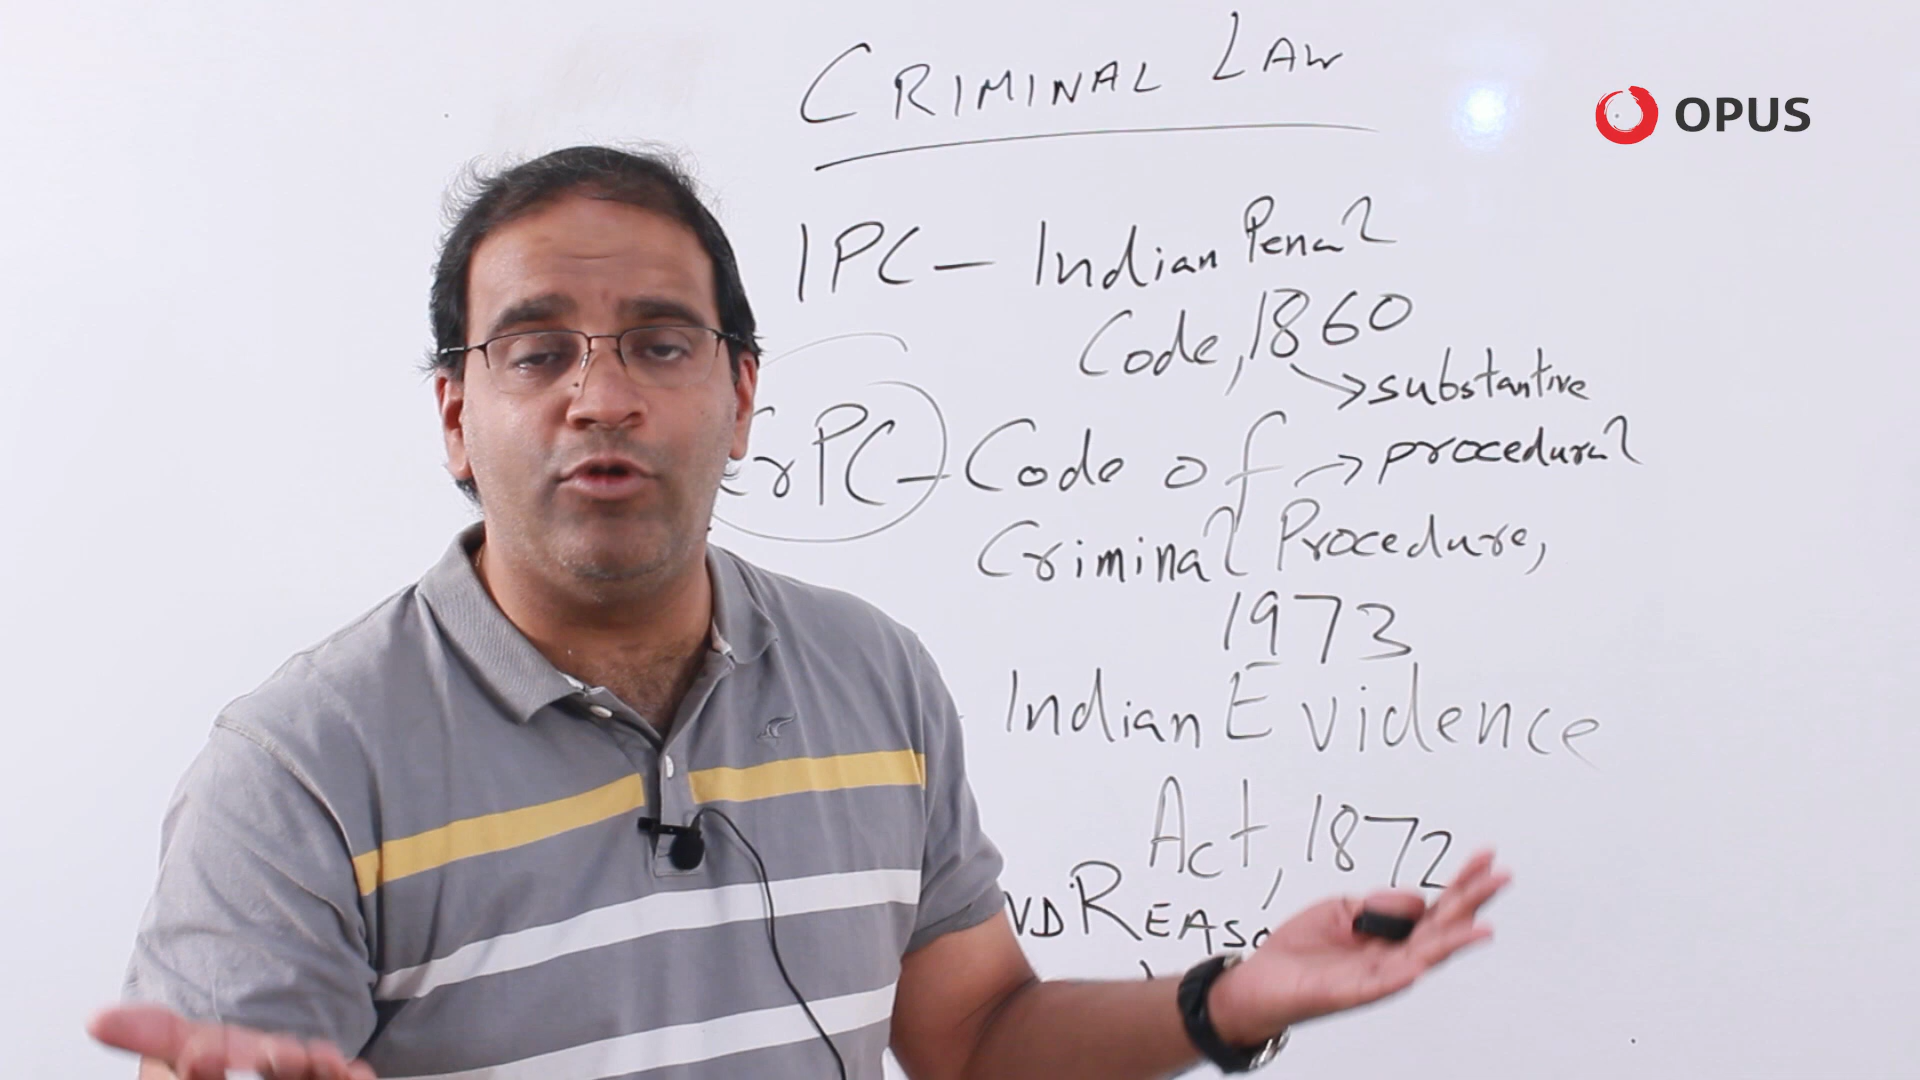 CRIMINAL LAW
OPUS
IPC - Indian Penal
Code, 1860
→ substantive
CrPC - Code of → procedural
Criminal Procedure,
1973
Indian Evidence
Act, 1872